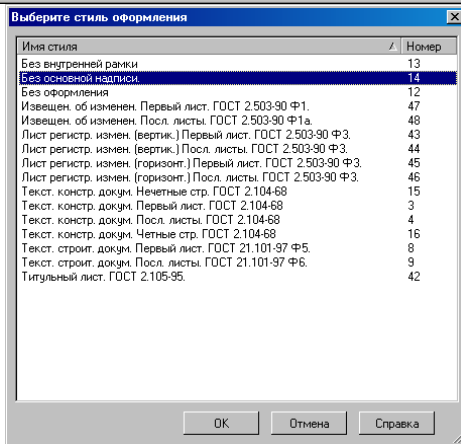 Выберите стиль оформления
Имя стиля Номер
Без внутренней рамки 13
Без основной надписи. 14
Без оформления 12
Извещен. об изменен. Первый лист. ГОСТ 2.503-90 Ф1. 47
Извещен. об изменен. Посл. листы. ГОСТ 2.503-90 Ф1а. 48
Лист регистр. измен. (вертик.) Первый лист. ГОСТ 2.503-90 Ф3. 43
Лист регистр. измен. (вертик.) Посл. листы. ГОСТ 2.503-90 Ф3. 44
Лист регистр. измен. (горизонт.) Первый лист. ГОСТ 2.503-90 Ф3. 45
Лист регистр. измен. (горизонт.) Посл. листы. ГОСТ 2.503-90 Ф3. 46
Текст. констр. докум. Нечетные стр. ГОСТ 2.104-68 15
Текст. констр. докум. Первый лист. ГОСТ 2.104-68 3
Текст. констр. докум. Посл. листы. ГОСТ 2.104-68 4
Текст. констр. докум. Четные стр. ГОСТ 2.104-68 16
Текст. строит. докум. Первый лист. ГОСТ 21.101-97 Ф5. 8
Текст. строит. докум. Посл. листы. ГОСТ 21.101-97 Ф6. 9
Титульный лист. ГОСТ 2.105-95. 42
OK Отмена Справка